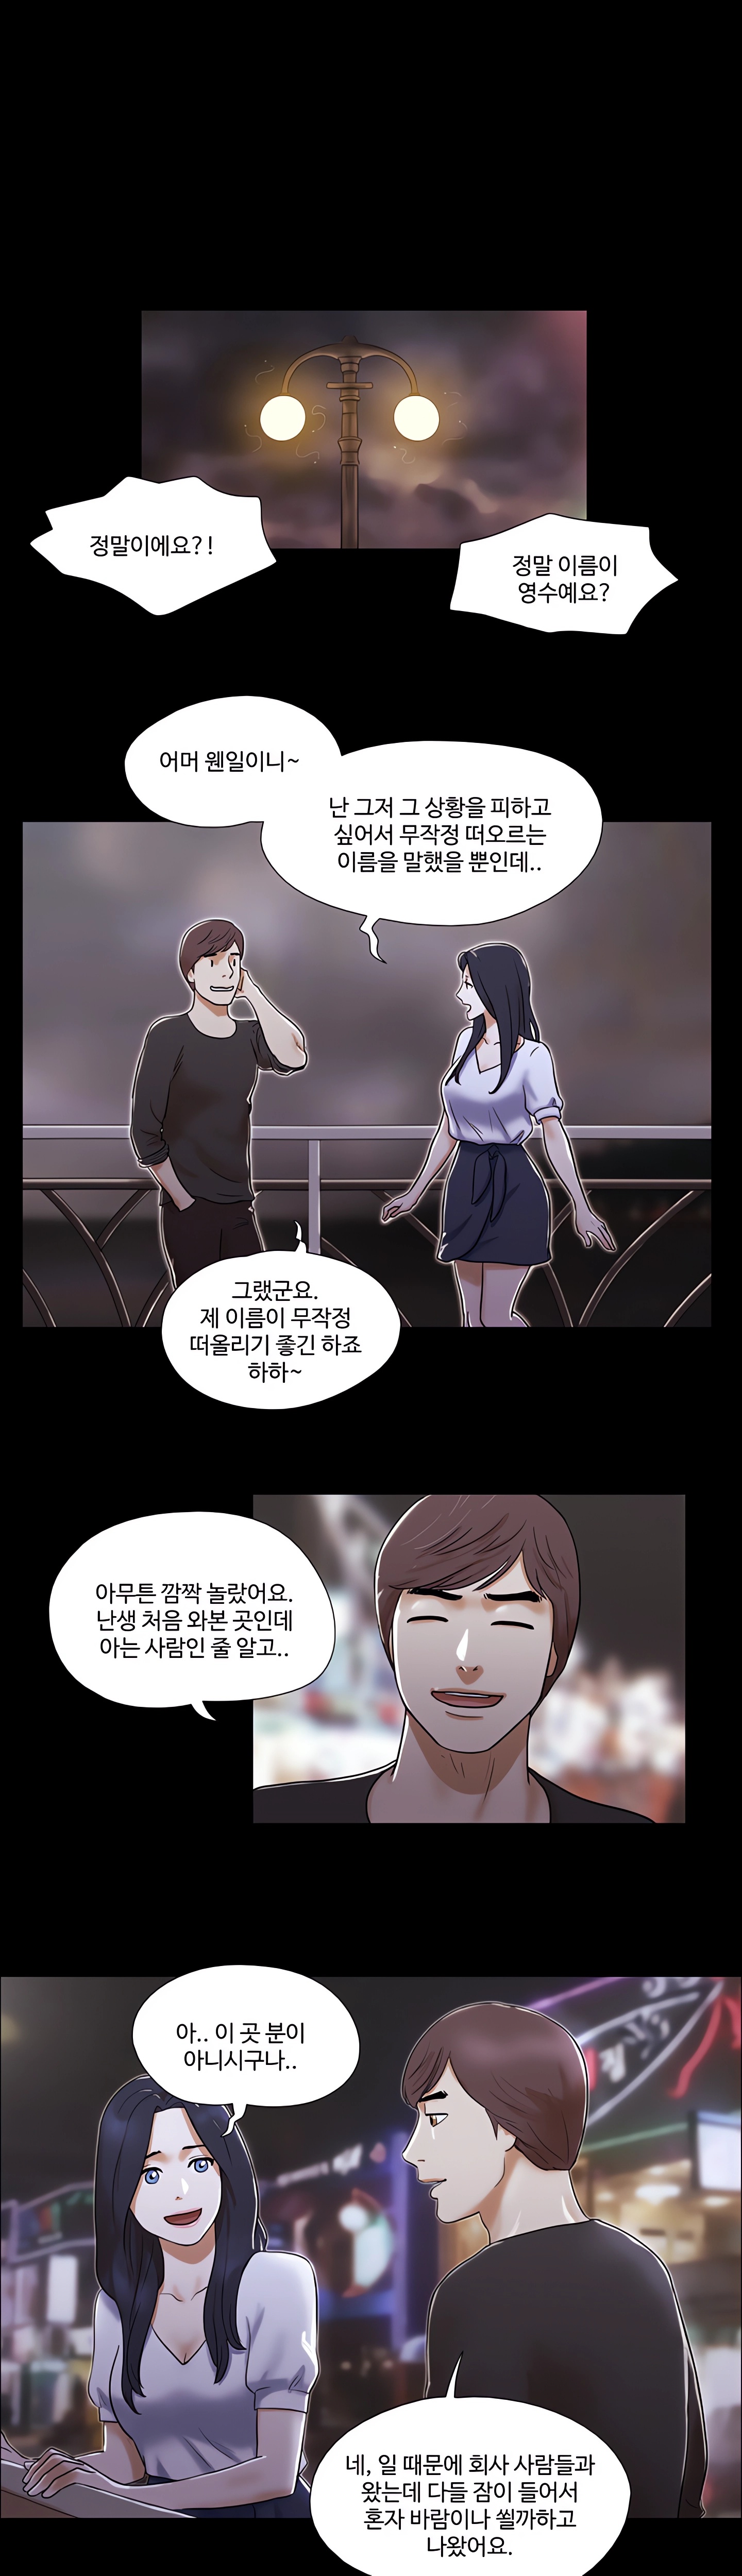 정말이에요?!
정말 이름이
영수예요?
어머 웬일이니~
난 그저 그 상황을 피하고
싶어서 무작정 떠오르는
이름을 말했을 뿐인데..
그랬군요.
제 이름이 무작정
떠올리기 좋긴 하죠
하하~
아무튼 깜짝 놀랐어요.
난생 처음 와본 곳인데
아는 사람인 줄 알고..
아.. 이 곳 분이
아니시구나..
네, 일 때문에 회사 사람들과
왔는데 다들 잠이 들어서
혼자 바람이나 쐴까하고
나왔어요.